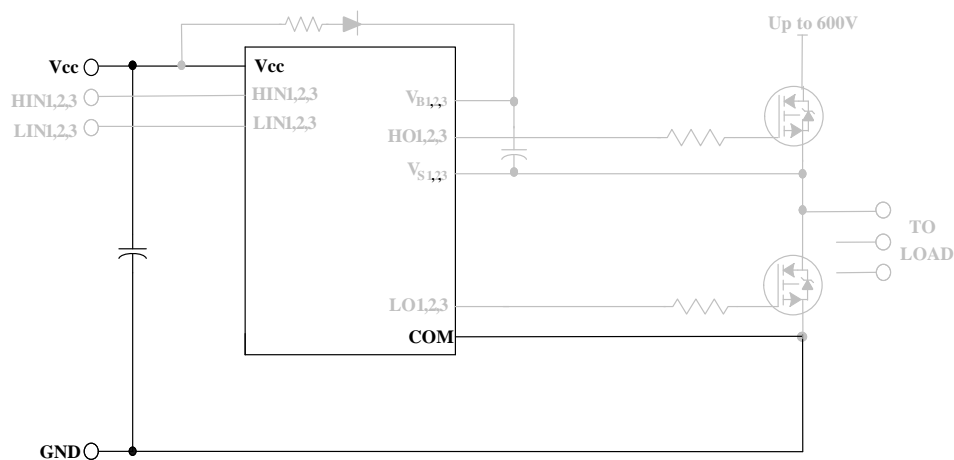 Up to 600V
Vcc
Vcc
HIN1,2,3
HIN1,2,3
VB1,2,3
LIN1,2,3
LIN1,2,3
HO1,2,3
VS1,2,3
TO
LOAD
LO1,2,3
COM
GND